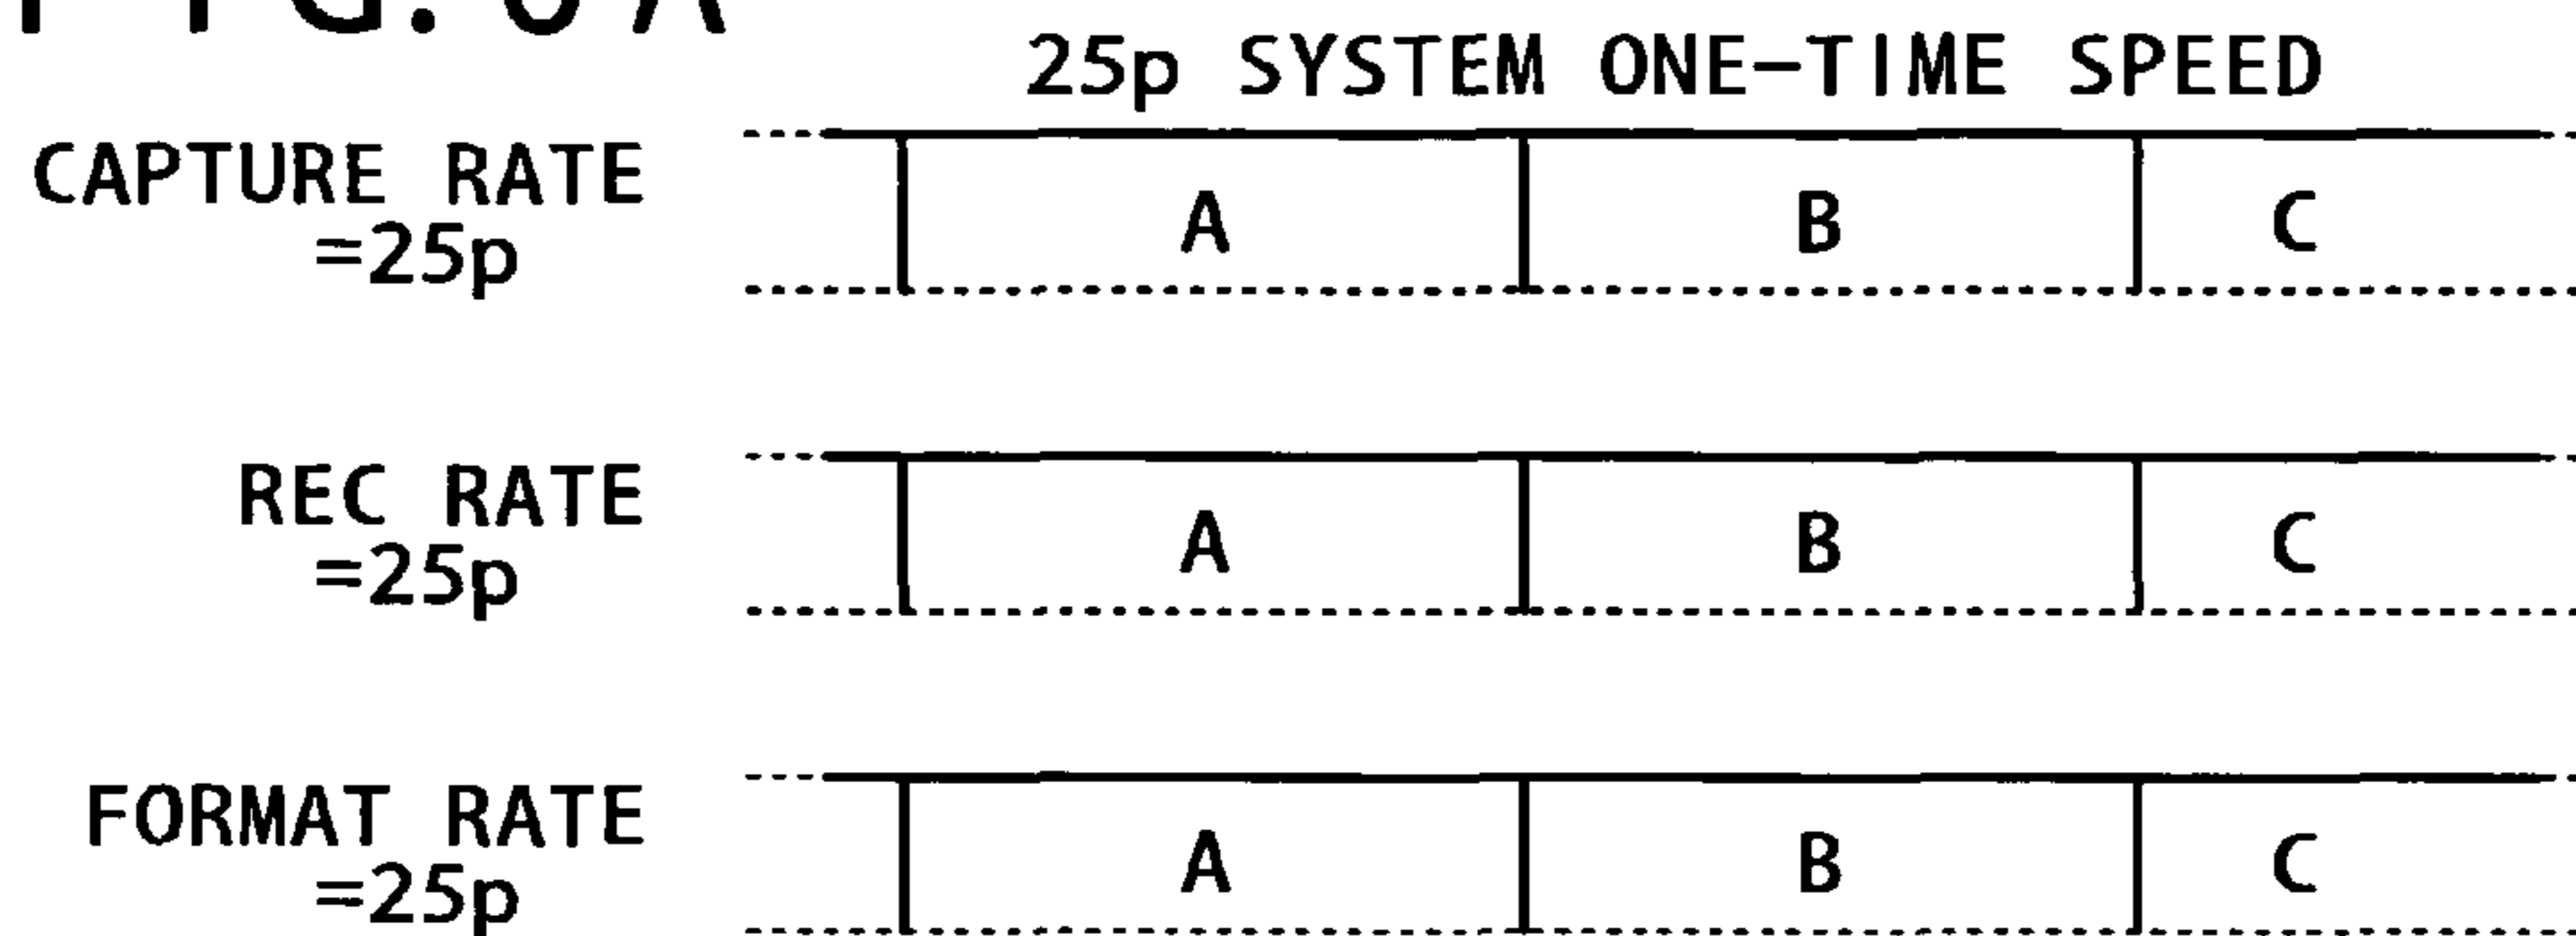 25p SYSTEM ONE-TIME SPEED
CAPTURE RATE
=25p
A B C
REC RATE
=25p
A B C
FORMAT RATE
=25p
A B C